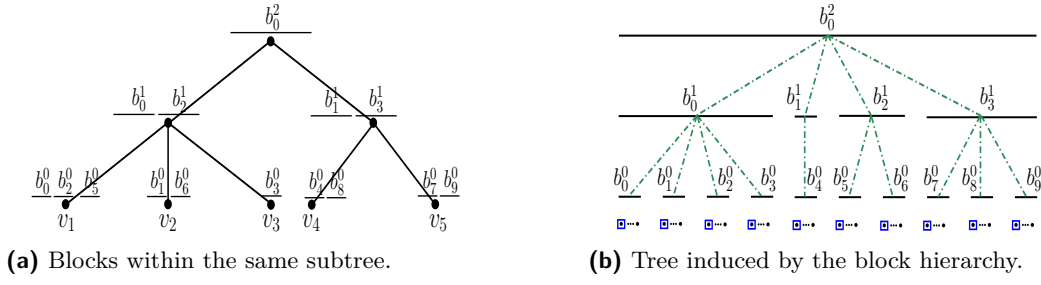 b_0^2
b_0^1 b_2^1 b_1^1 b_3^1
b_0^0 b_2^0 b_5^0 b_1^0 b_6^0 b_3^0 b_4^0 b_8^0 b_7^0 b_9^0
v_1 v_2 v_3 v_4 v_5
(a) Blocks within the same subtree.
b_0^2
b_0^1 b_1^1 b_2^1 b_3^1
b_0^0 b_1^0 b_2^0 b_3^0 b_4^0 b_5^0 b_6^0 b_7^0 b_8^0 b_9^0
(b) Tree induced by the block hierarchy.